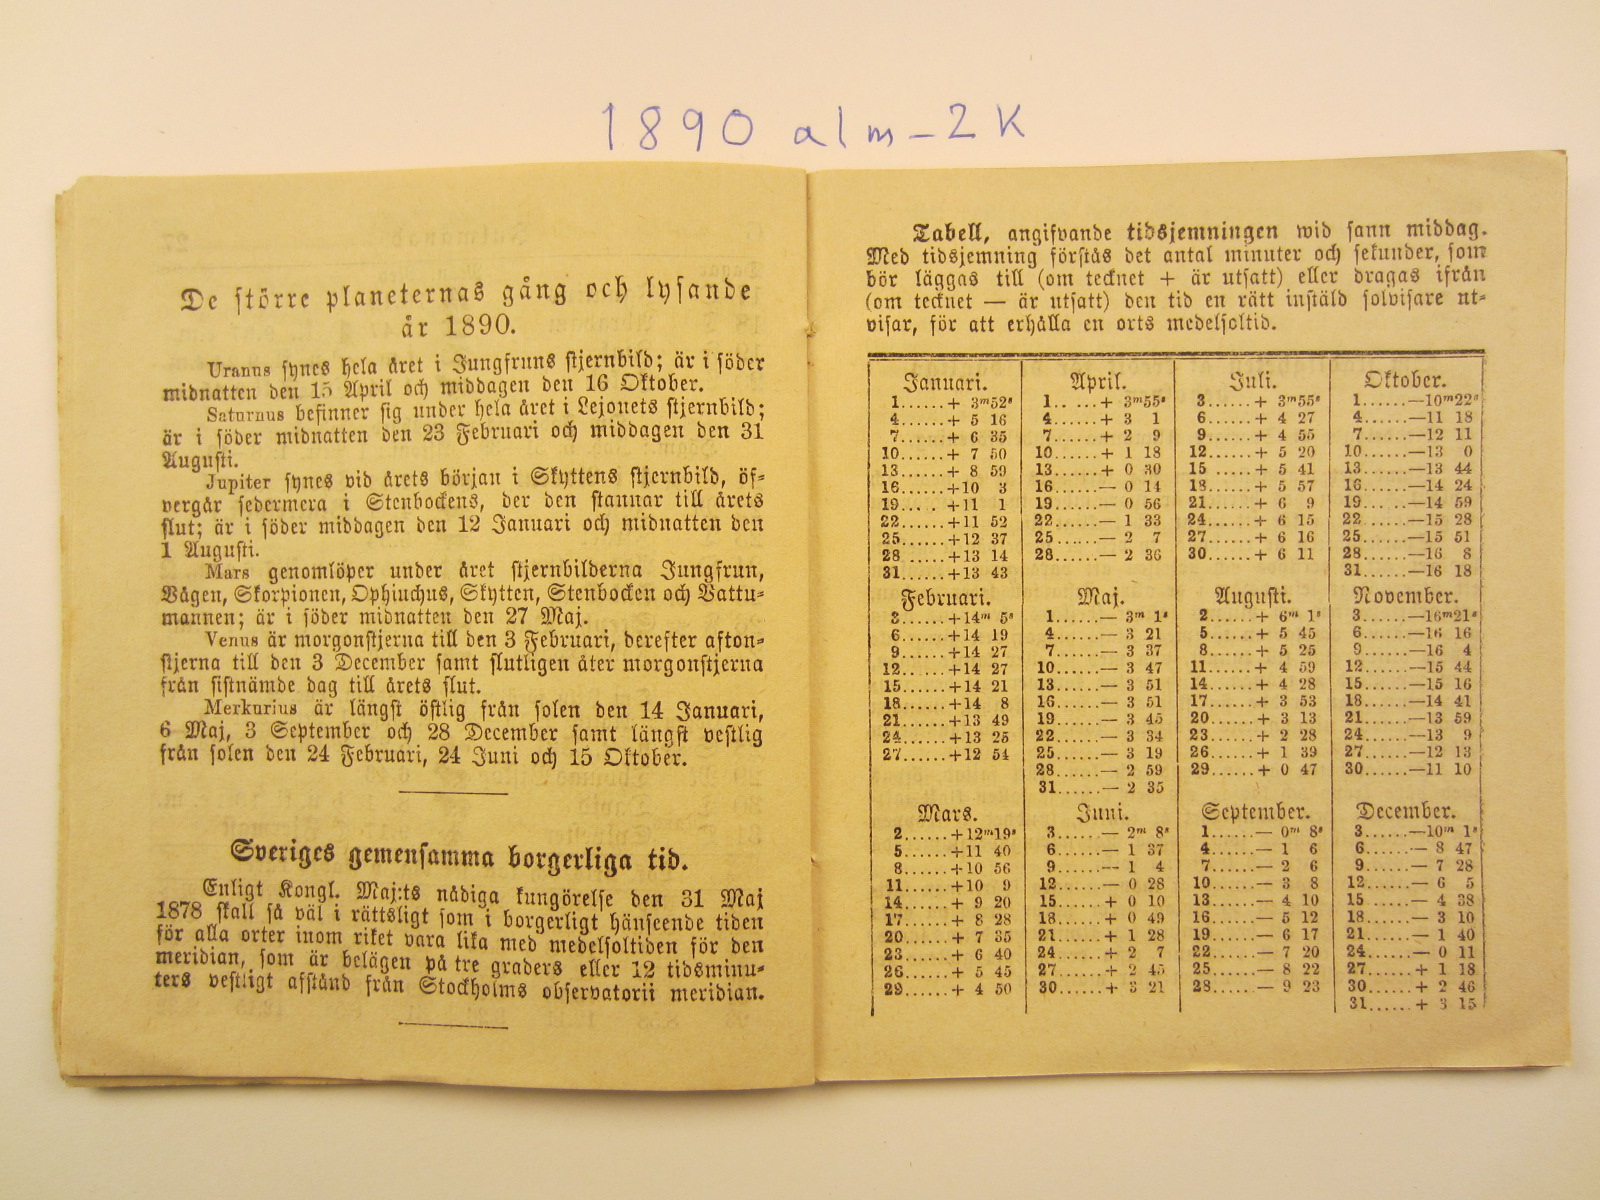 1890 alm-2K
De större planeternas gång och lysande
år 1890.
Uranus synes hela året i Jungfruns stjernbild; är i söder
midnatten den 15 April och middagen den 16 Oktober.
Saturnus befinner sig under hela året i Lejonets stjernbild;
är i söder midnatten den 23 Februari och middagen den 31
Augusti.
Jupiter synes vid årets början i Skyttens stjernbild, öf-
vergår sedermera i Stenbockens, der den stannar till årets
slut; är i söder middagen den 12 Januari och midnatten den
1 Augusti.
Mars genomlöper under året stjernbilderna Jungfrun,
Vågen, Skorpionen, Ophiuchus, Skytten, Stenbocken och Vattu-
mannen; är i söder midnatten den 27 Maj.
Venus är morgonstjerna till den 3 Februari, derefter afton-
stjerna till den 3 December samt slutligen åter morgonstjerna
från sistnämde dag till årets slut.
Merkurius är längst östlig från solen den 14 Januari,
6 Maj, 3 September och 28 December samt längst vestlig
från solen den 24 Februari, 24 Juni och 15 Oktober.
Sveriges gemensamma borgerliga tid.
Enligt Kongl. Maj:ts nådiga kungörelse den 31 Maj
1878 skall så väl i rättsligt som i borgerligt hänseende tiden
för alla orter inom riket vara lika med medelsoltiden för den
meridian, som är belägen på tre graders eller 12 tidsminu-
ters vestligt afstånd från Stockholms observatorii meridian.
Tabell, angifvande tidsjemningen wid sann middag.
Med tidsjemning förstås det antal minuter och sekunder, som
bör läggas till (om tecknet + är utsatt) eller dragas ifrån
(om tecknet — är utsatt) den tid en rätt instäld solvisare ut-
visar, för att erhålla en orts medelsoltid.
Januari. April. Juli. Oktober.
1......+ 3m52s 1.. ...+ 3m55s 3......+ 3m55s 1......—10m22s
4......+ 5 16 4......+ 3 1 6......+ 4 27 4......—11 18
7......+ 6 35 7......+ 2 9 9......+ 4 55 7......—12 11
10......+ 7 50 10......+ 1 18 12......+ 5 20 10......—13 0
13......+ 8 59 13......+ 0 30 15 .....+ 5 41 13......—13 44
16......+10 3 16......— 0 14 18......+ 5 57 16......—14 24
19.... .+11 1 19......— 0 56 21......+ 6 9 19... ..—14 59
22......+11 52 22......— 1 33 24......+ 6 15 22 .....—15 28
25......+12 37 25......— 2 7 27......+ 6 16 25......—15 51
28......+13 14 28......— 2 36 30......+ 6 11 28......—16 8
31......+13 43 31......—16 18
Februari. Maj. Augusti. November.
3......+14m 5s 1......— 3m 1s 2......+ 6m 1s 3......—16m21s
6......+14 19 4......— 3 21 5......+ 5 45 6......—16 16
9......+14 27 7......— 3 37 8......+ 5 25 9......—16 4
12......+14 27 10......— 3 47 11......+ 4 59 12......—15 44
15......+14 21 13......— 3 51 14......+ 4 28 15......—15 16
18......+14 8 16......— 3 51 17......+ 3 53 18......—14 41
21......+13 49 19......— 3 45 20......+ 3 13 21......—13 59
24......+13 25 22......— 3 34 23......+ 2 28 24......—13 9
27......+12 54 25......— 3 19 26......+ 1 39 27......—12 13
28......— 2 59 29......+ 0 47 30......—11 10
31......— 2 35
Mars. Juni. September. December.
2......+12m19s 3......— 2m 8s 1......— 0m 8s 3......—10m 1s
5......+11 40 6......— 1 37 4......— 1 6 6......— 8 47
8......+10 56 9......— 1 4 7......— 2 6 9......— 7 28
11......+10 9 12......— 0 28 10......— 3 8 12......— 6 5
14......+ 9 20 15......+ 0 10 13......— 4 10 15......— 4 38
17......+ 8 28 18......+ 0 49 16......— 5 12 18......— 3 10
20......+ 7 35 21......+ 1 28 19......— 6 17 21......— 1 40
23......+ 6 40 24......+ 2 7 22......— 7 20 24......— 0 11
26......+ 5 45 27......+ 2 45 25......— 8 22 27......+ 1 18
29......+ 4 50 30......+ 3 21 28......— 9 23 30......+ 2 46
31......+ 3 15